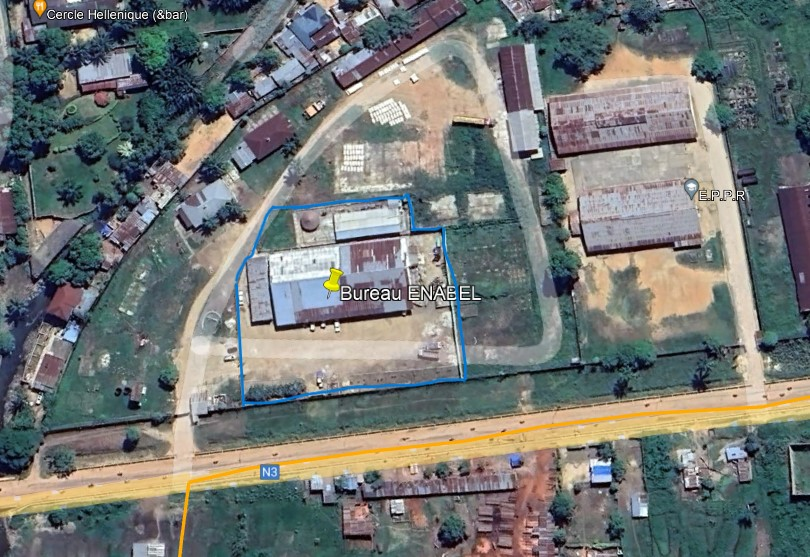 Cercle Hellenique (&bar)
E.P.P.R
Bureau ENABEL
N3